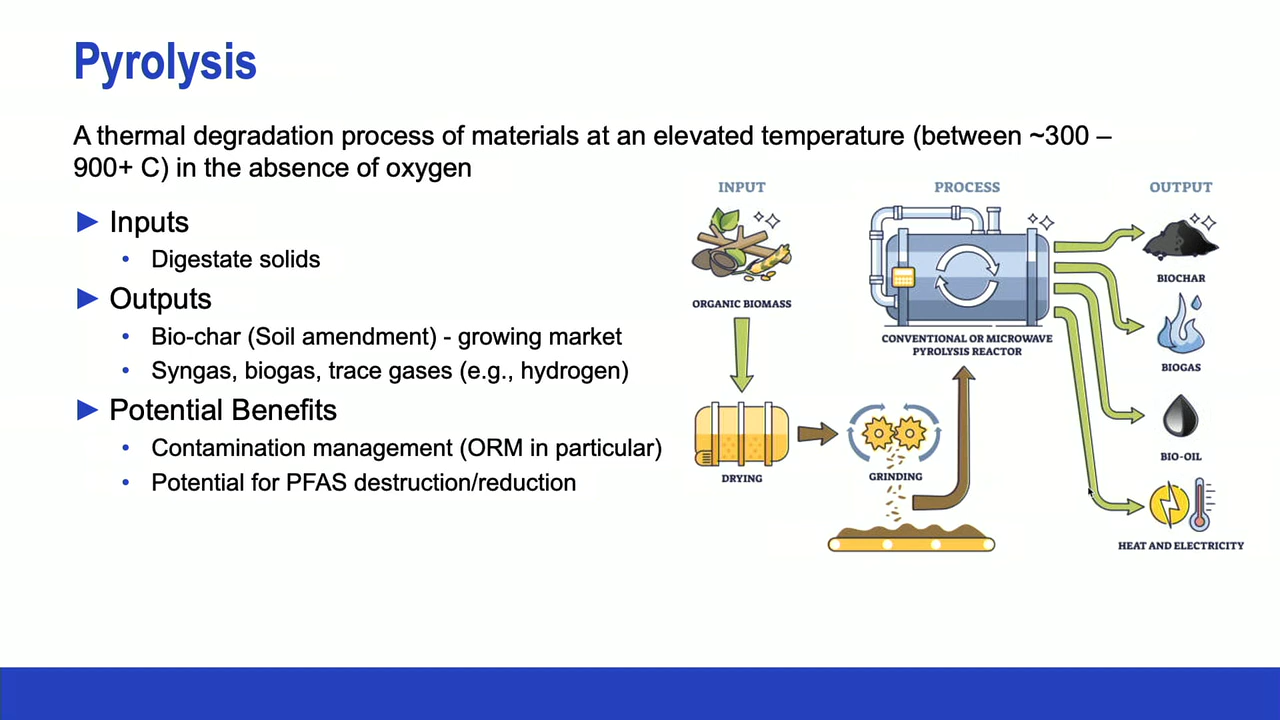 Pyrolysis
A thermal degradation process of materials at an elevated temperature (between ~300 –
900+ C) in the absence of oxygen
Inputs
• Digestate solids
Outputs
• Bio-char (Soil amendment) - growing market
• Syngas, biogas, trace gases (e.g., hydrogen)
Potential Benefits
• Contamination management (ORM in particular)
• Potential for PFAS destruction/reduction
INPUT
PROCESS
OUTPUT
ORGANIC BIOMASS
CONVENTIONAL OR MICROWAVE
PYROLYSIS REACTOR
BIOCHAR
BIOGAS
DRYING
GRINDING
BIO-OIL
HEAT AND ELECTRICITY